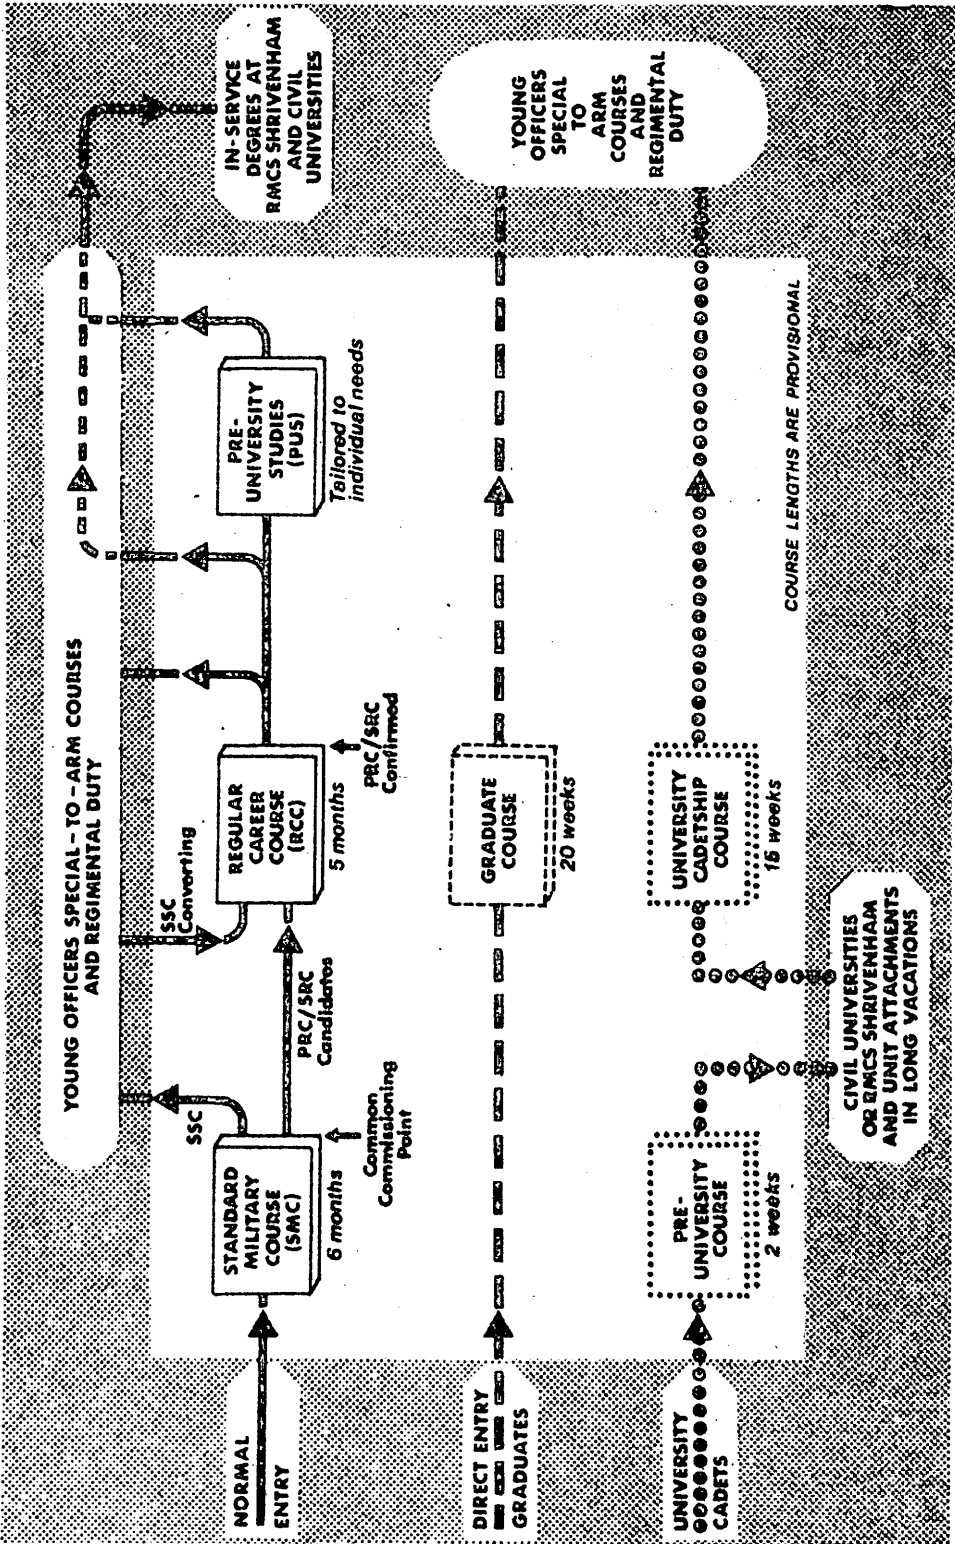 YOUNG OFFICERS SPECIAL-TO-ARM COURSES
AND REGIMENTAL DUTY
IN-SERVICE
DEGREES AT
RMCS SHRIVENHAM
AND CIVIL
UNIVERSITIES
NORMAL
ENTRY
STANDARD
MILITARY
COURSE
(SMC)
6 months
SSC
Common
Commissioning
Point
PRC/SRC
Candidates
SSC
Converting
REGULAR
CAREER
COURSE
(RCC)
5 months
PRC/SRC
Confirmed
PRE-
UNIVERSITY
STUDIES
(PUS)
Tailored to
individual needs
DIRECT ENTRY
GRADUATES
GRADUATE
COURSE
20 weeks
YOUNG
OFFICERS
SPECIAL
TO
ARM
COURSES
AND
REGIMENTAL
DUTY
UNIVERSITY
CADETS
PRE-
UNIVERSITY
COURSE
2 weeks
UNIVERSITY
CADETSHIP
COURSE
15 weeks
COURSE LENGTHS ARE PROVISIONAL
CIVIL UNIVERSITIES
OR RMCS SHRIVENHAM
AND UNIT ATTACHMENTS
IN LONG VACATIONS